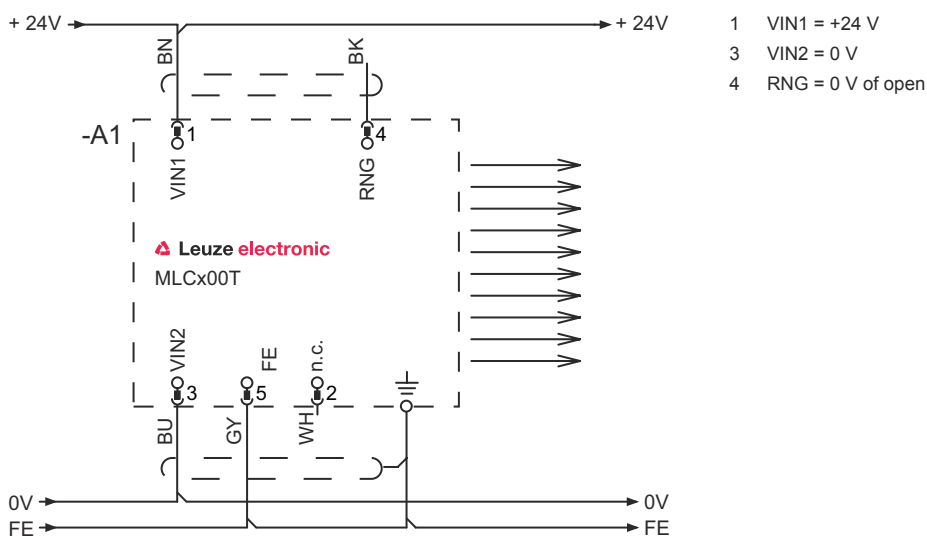 + 24V
+ 24V
1 VIN1 = +24 V
3 VIN2 = 0 V
4 RNG = 0 V of open
BN
BK
-A1
1
4
VIN1
RNG
Leuze electronic
MLCx00T
VIN2
FE
n.c.
3
5
2
BU
GY
WH
0V
0V
FE
FE